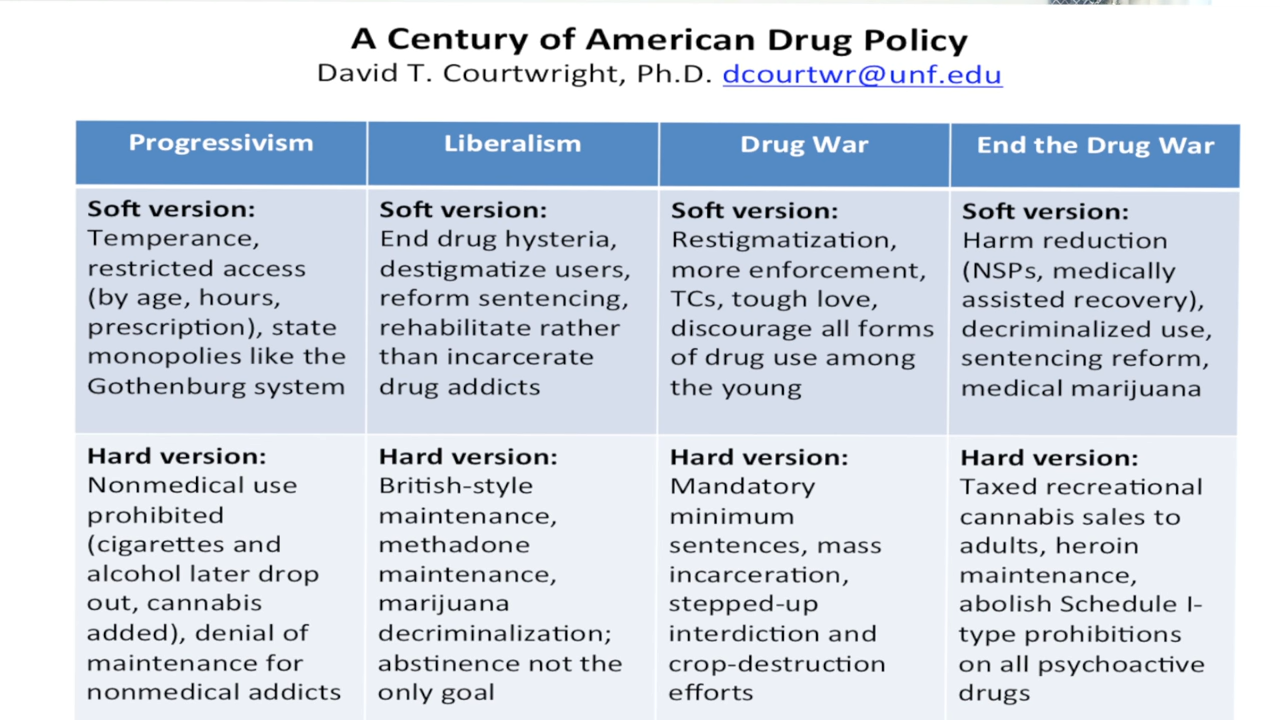 A Century of American Drug Policy
David T. Courtwright, Ph.D. dcourtwr@unf.edu
Progressivism
Liberalism
Drug War
End the Drug War
Soft version:
Temperance,
restricted access
(by age, hours,
prescription), state
monopolies like the
Gothenburg system
Soft version:
End drug hysteria,
destigmatize users,
reform sentencing,
rehabilitate rather
than incarcerate
drug addicts
Soft version:
Restigmatization,
more enforcement,
TCs, tough love,
discourage all forms
of drug use among
the young
Soft version:
Harm reduction
(NSPs, medically
assisted recovery),
decriminalized use,
sentencing reform,
medical marijuana
Hard version:
Nonmedical use
prohibited
(cigarettes and
alcohol later drop
out, cannabis
added), denial of
maintenance for
nonmedical addicts
Hard version:
British-style
maintenance,
methadone
maintenance,
marijuana
decriminalization;
abstinence not the
only goal
Hard version:
Mandatory
minimum
sentences, mass
incarceration,
stepped-up
interdiction and
crop-destruction
efforts
Hard version:
Taxed recreational
cannabis sales to
adults, heroin
maintenance,
abolish Schedule I-
type prohibitions
on all psychoactive
drugs